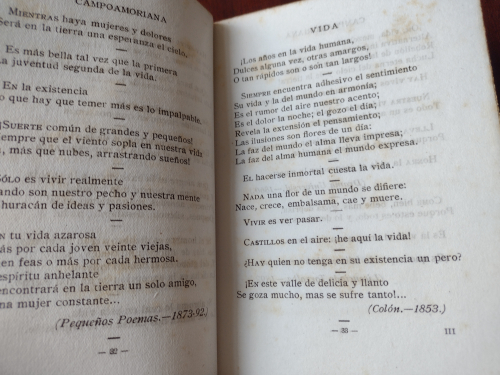 CAMPOAMORIANA
MIENTRAS haya mujeres y dolores
Será en la tierra una esperanza el cielo.
Es más bella tal vez que la primera
La juventud segunda de la vida.
Es en la existencia
lo que hay que temer más es lo impalpable.
¡SUERTE común de grandes y pequeños!
Siempre que el viento sopla en nuestra vida
más que nubes, arrastrando sueños!
SÓLO es vivir realmente
cuando son nuestro pecho y nuestra mente
huracán de ideas y pasiones.
EN tu vida azarosa
más por cada joven veinte viejas,
bien feas o más por cada hermosa.
espíritu anhelante
encontrará en la tierra un solo amigo,
una mujer constante...
(Pequeños Poemas.—1873-92.)
— 32 —
VIDA
¡Los años en la vida humana,
Dulces alguna vez, otras amargos,
O tan rápidos son o son tan largos!
SIEMPRE encuentra adhesivo el sentimiento
Su vida y la del mundo en armonía;
Es el rumor del aire nuestro acento;
Es el dolor la noche; el gozo el día;
Revela la extensión el pensamiento;
Las ilusiones son flores de un día;
La faz del alma el mundo lleva impresa;
La faz del alma humana el mundo expresa.
EL hacerse inmortal cuesta la vida.
NADA una flor de un mundo se difiere:
Nace, crece, embalsama, cae y muere.
VIVIR es ver pasar.
CASTILLOS en el aire: ¡he aquí la vida!
¿HAY quien no tenga en su existencia un pero?
¡EN este valle de delicia y llanto
Se goza mucho, mas se sufre tanto!...
(Colón.—1853.)
— 33 —
III